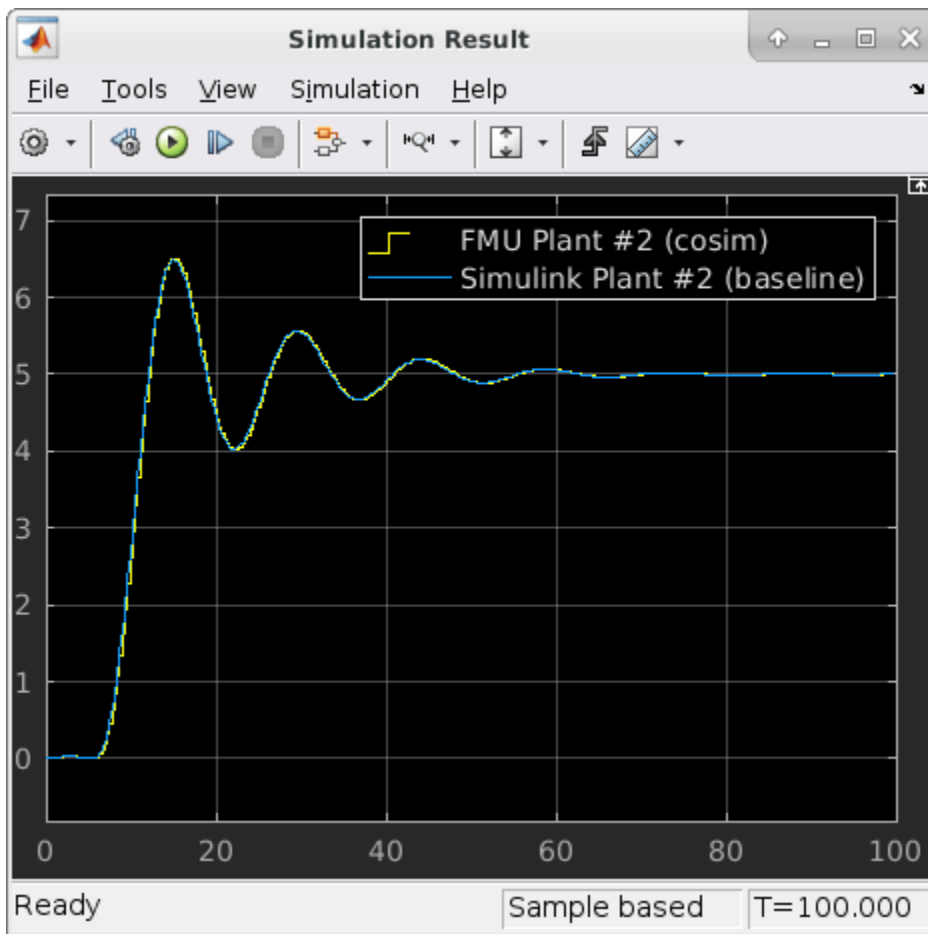 Simulation Result
File Tools View Simulation Help
7
FMU Plant #2 (cosim)
Simulink Plant #2 (baseline)
6
5
4
3
2
1
0
0 20 40 60 80 100
Ready Sample based T=100.000